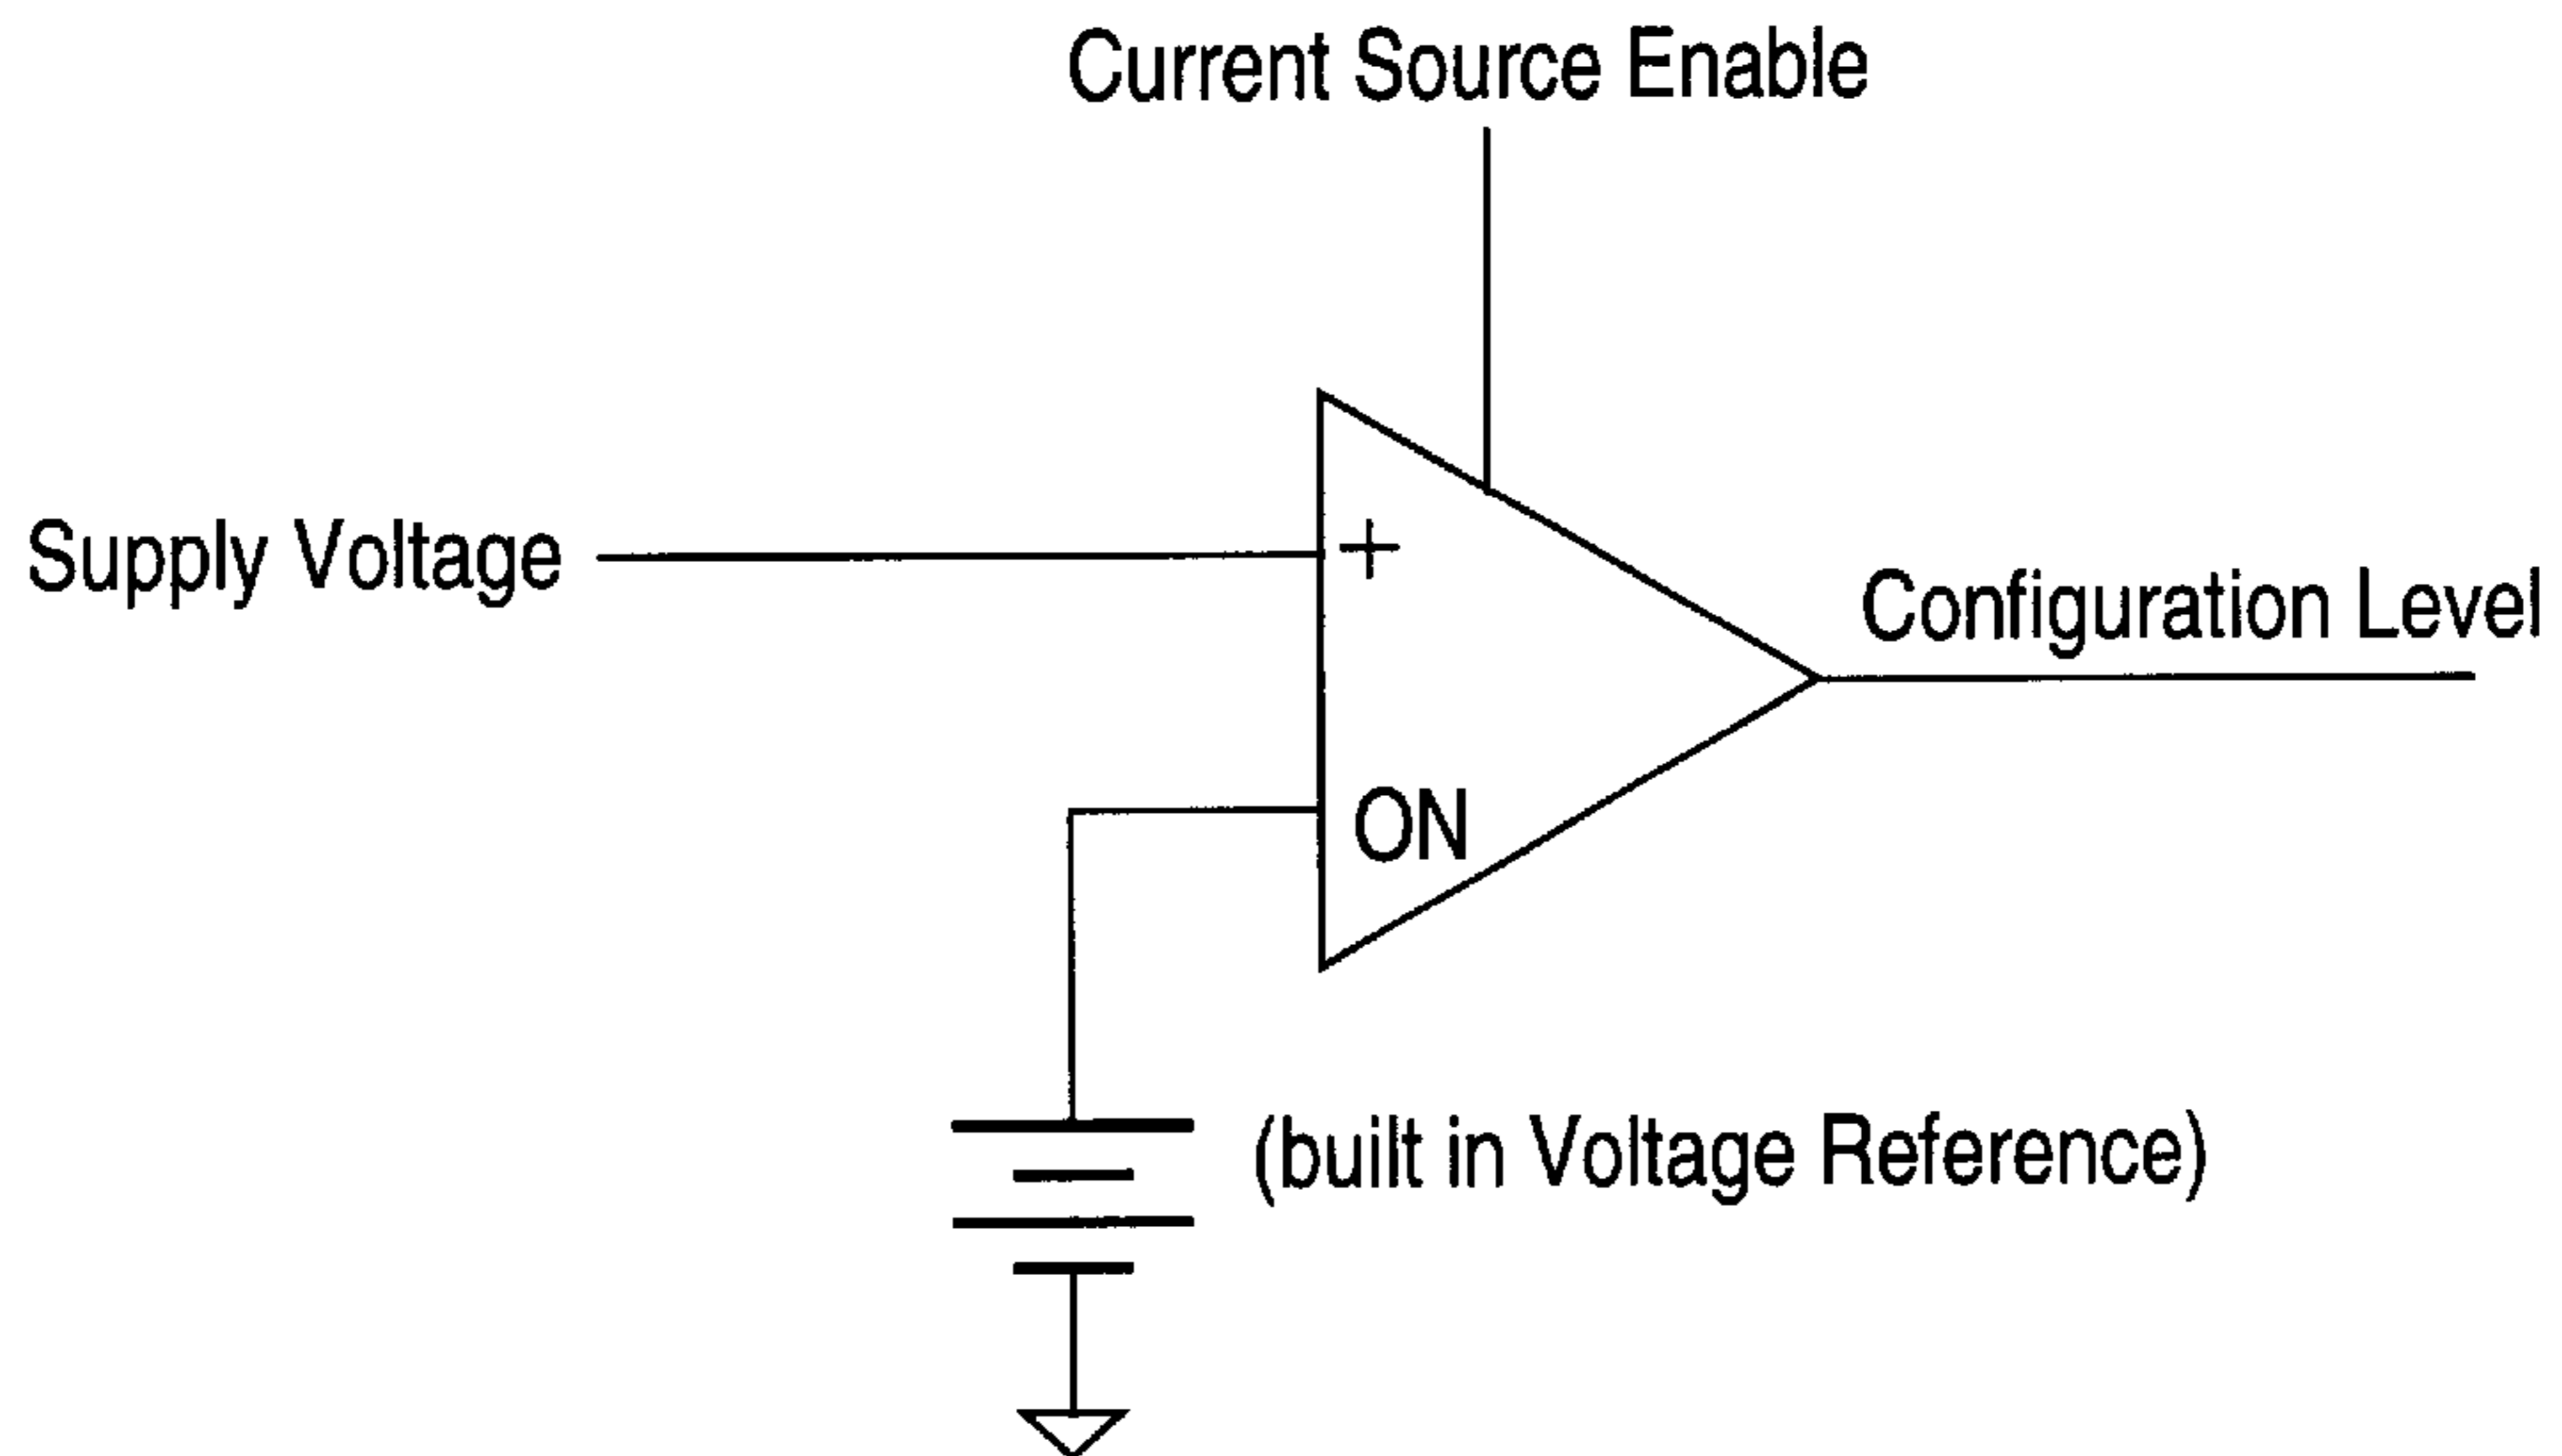 Current Source Enable
Supply Voltage
+
Configuration Level
ON
(built in Voltage Reference)